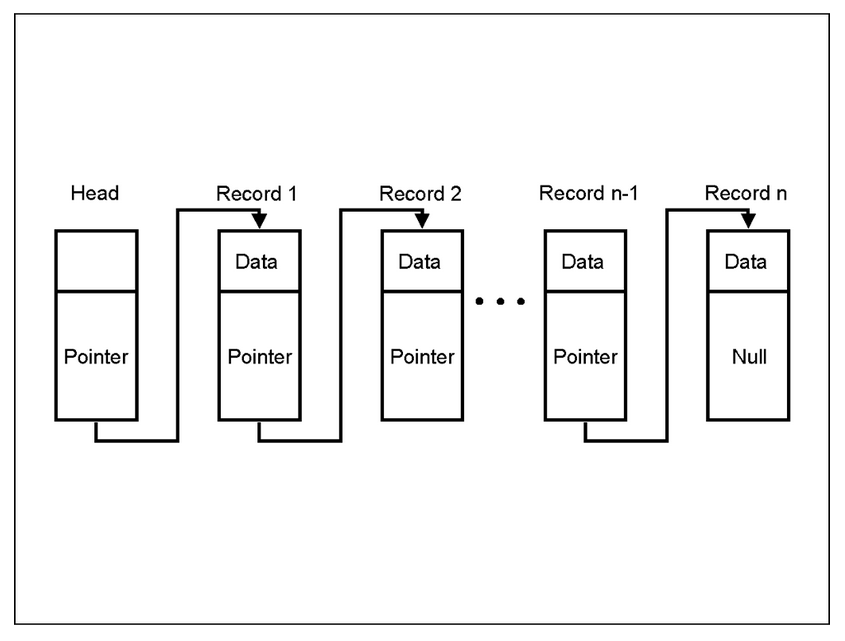 Head Record 1 Record 2 Record n-1 Record n
Data Data Data Data
Pointer Pointer Pointer Pointer Null